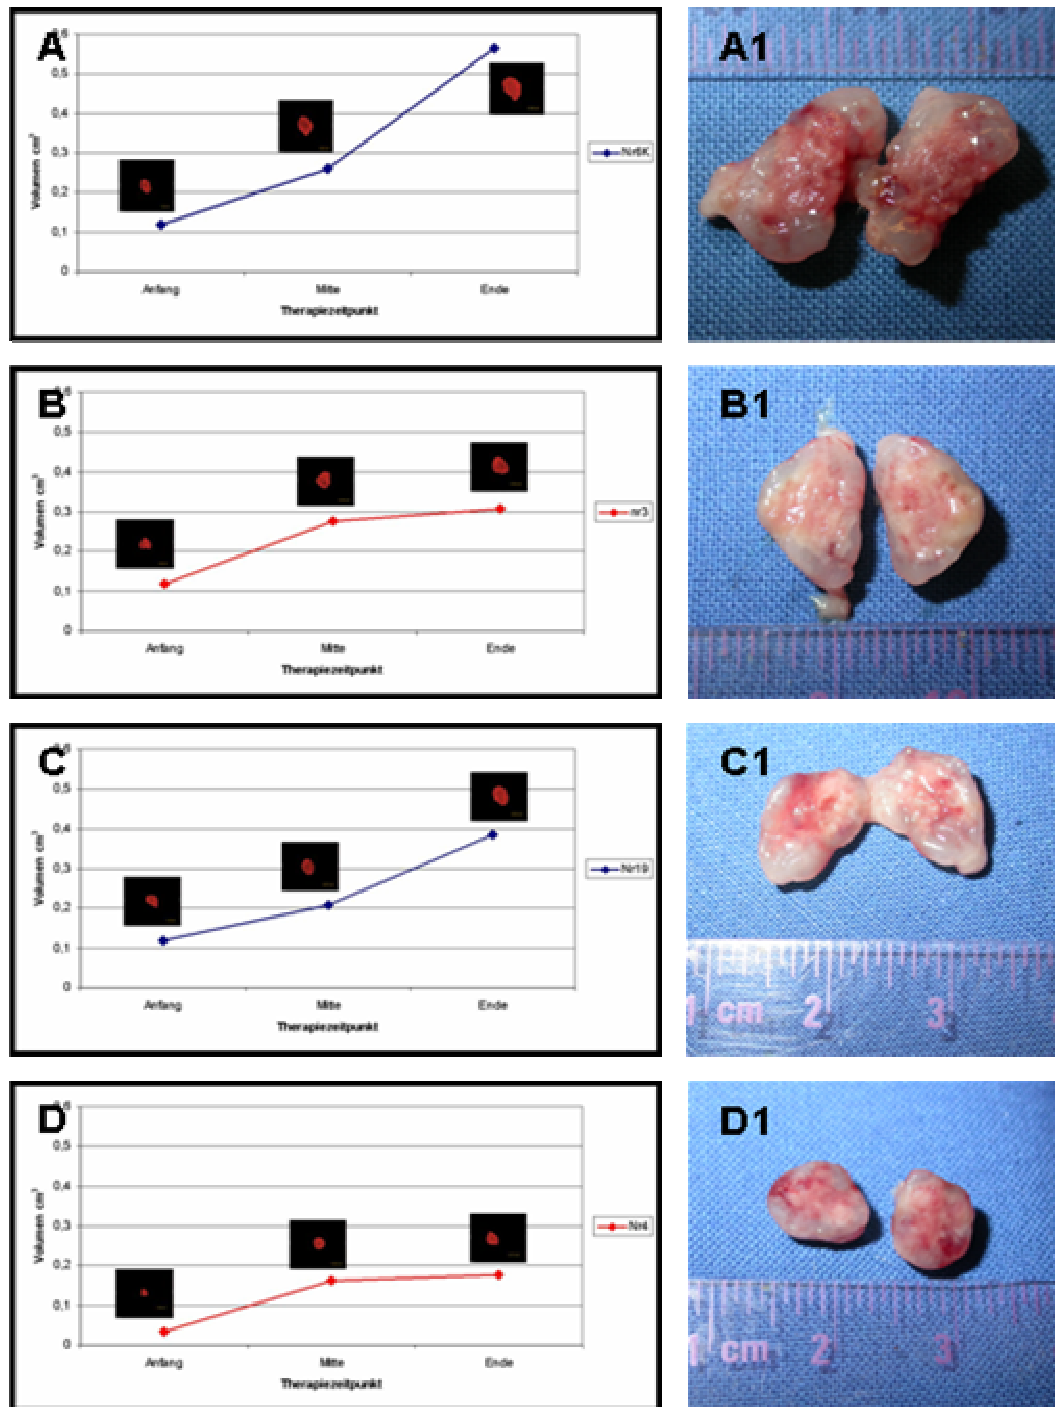 A
0,6
0,5
0,4
0,3
0,2
0,1
0
Volumen cm³
Anfang Mitte Ende
Therapiezeitpunkt
Nr6K
A1
B
0,6
0,5
0,4
0,3
0,2
0,1
0
Volumen cm³
Anfang Mitte Ende
Therapiezeitpunkt
nr3
B1
C
0,6
0,5
0,4
0,3
0,2
0,1
0
Volumen cm³
Anfang Mitte Ende
Therapiezeitpunkt
Nr19
C1
1 cm 2 3
D
0,6
0,5
0,4
0,3
0,2
0,1
0
Volumen cm³
Anfang Mitte Ende
Therapiezeitpunkt
Nr4
D1
1 cm 2 3